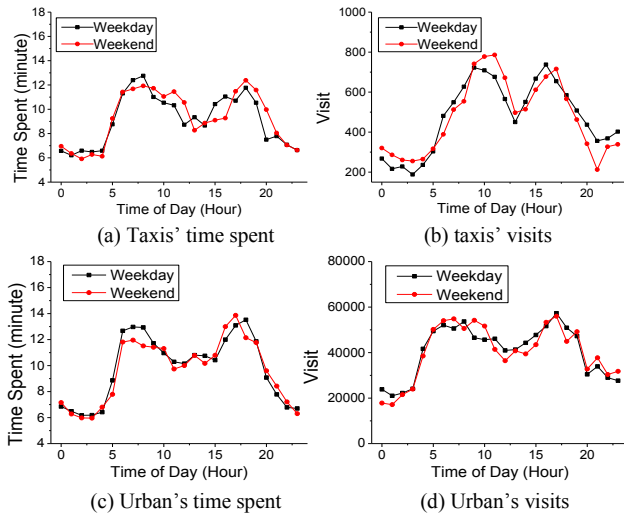 Weekday
Weekend
Time Spent (minute)
18
16
14
12
10
8
6
4
0 5 10 15 20
Time of Day (Hour)
(a) Taxis' time spent
Weekday
Weekend
Visit
1000
800
600
400
200
0 5 10 15 20
Time of Day (Hour)
(b) taxis' visits
Weekday
Weekend
Time Spent (minute)
18
16
14
12
10
8
6
4
0 5 10 15 20
Time of Day (Hour)
(c) Urban's time spent
Weekday
Weekend
Visit
80000
60000
40000
20000
0
0 5 10 15 20
Time of Day (Hour)
(d) Urban's visits